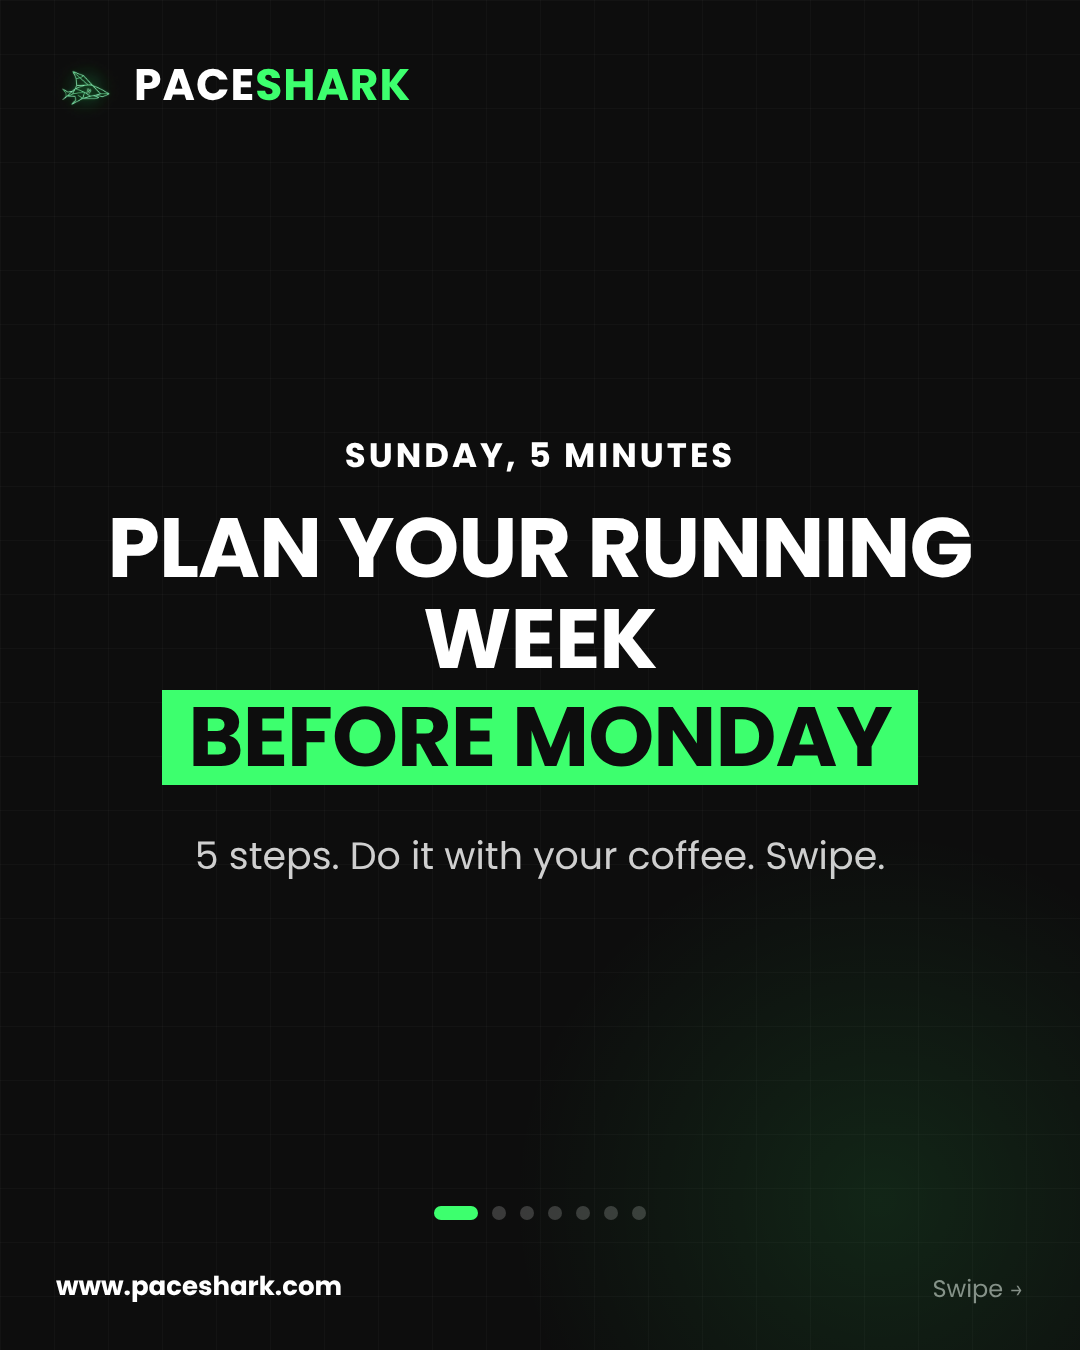 PACESHARK
SUNDAY, 5 MINUTES
PLAN YOUR RUNNING
WEEK
BEFORE MONDAY
5 steps. Do it with your coffee. Swipe.
www.paceshark.com
Swipe →